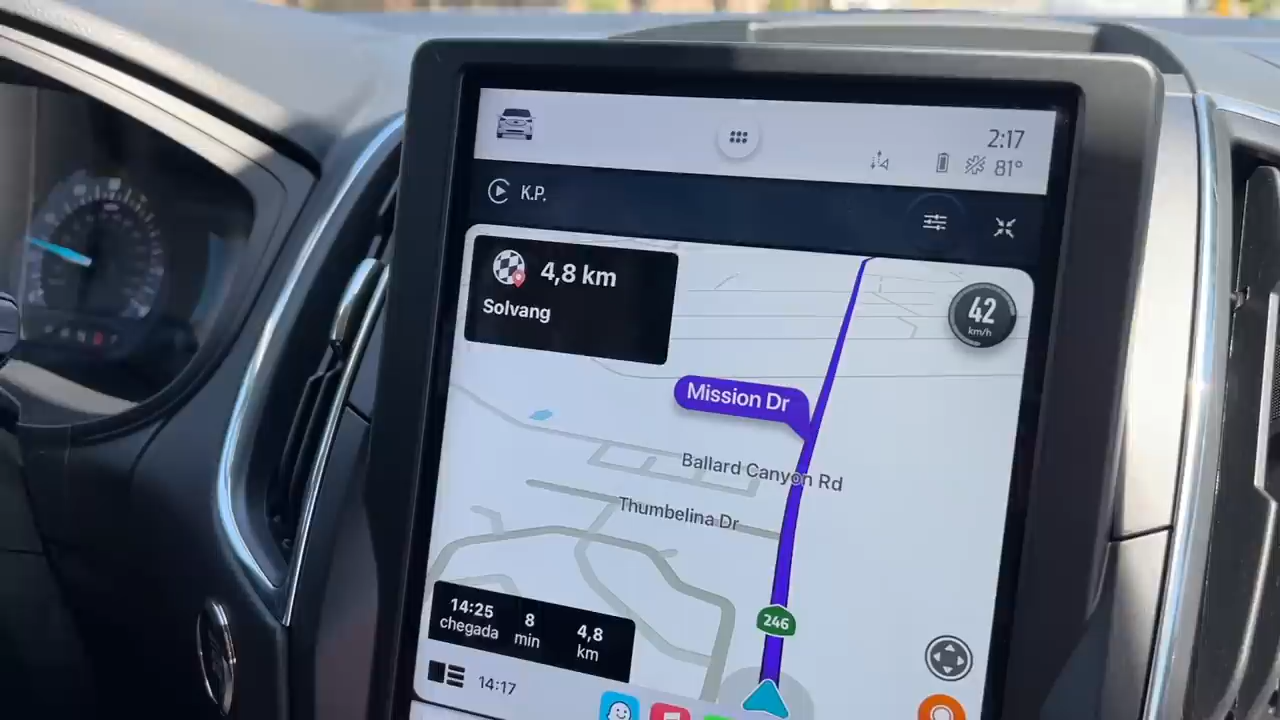 2:17
81°
K.P.
4,8 km
Solvang
42
km/h
Mission Dr
Ballard Canyon Rd
Thumbelina Dr
246
14:25
chegada
8
min
4,8
km
14:17